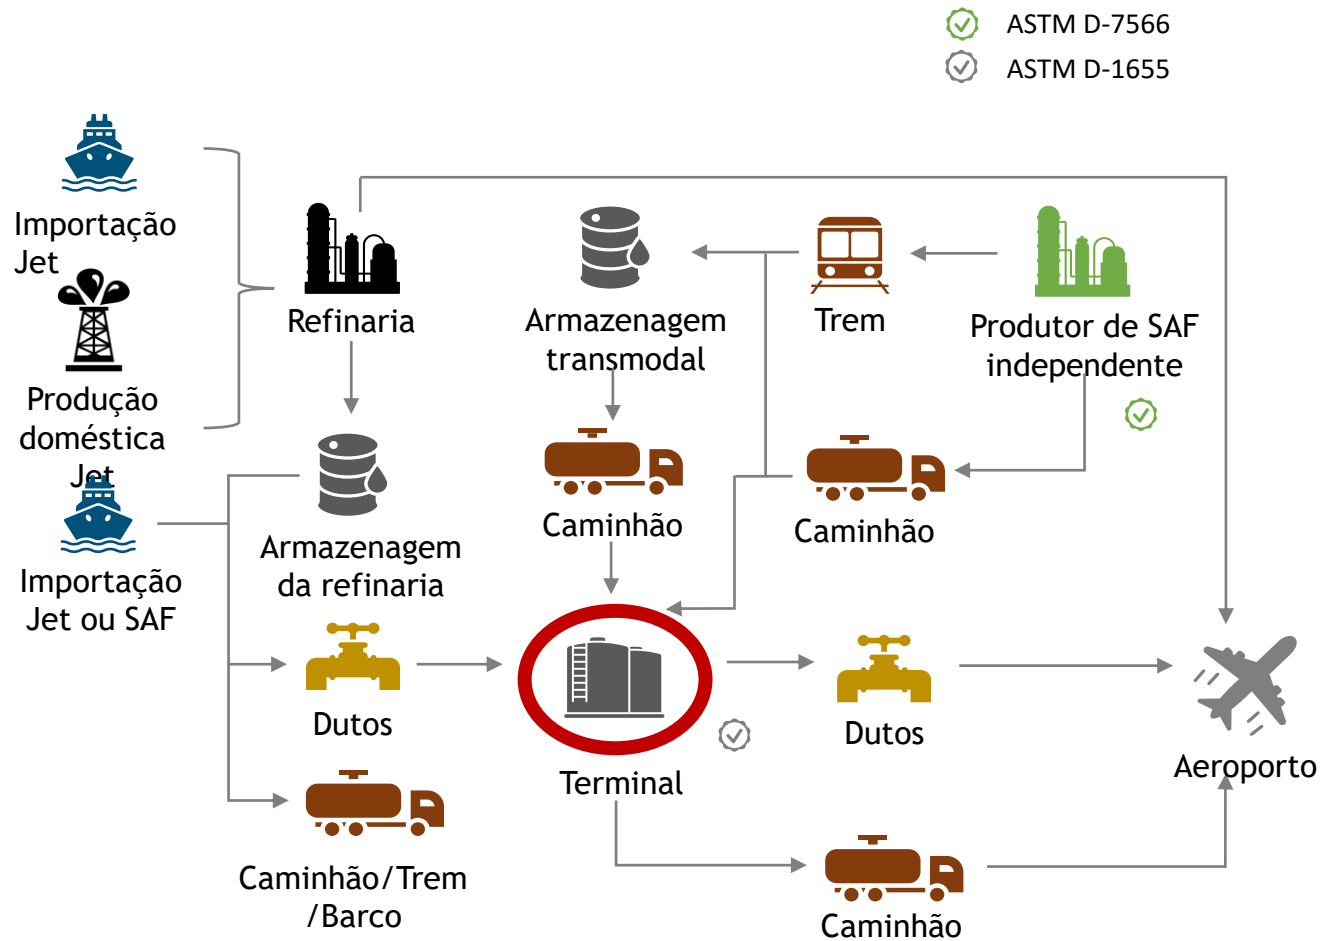 ASTM D-7566
ASTM D-1655
Importação
Jet
Refinaria
Armazenagem
transmodal
Trem
Produtor de SAF
independente
Produção
doméstica
Jet
Caminhão
Caminhão
Armazenagem
da refinaria
Importação
Jet ou SAF
Dutos
Terminal
Dutos
Aeroporto
Caminhão/Trem
/Barco
Caminhão